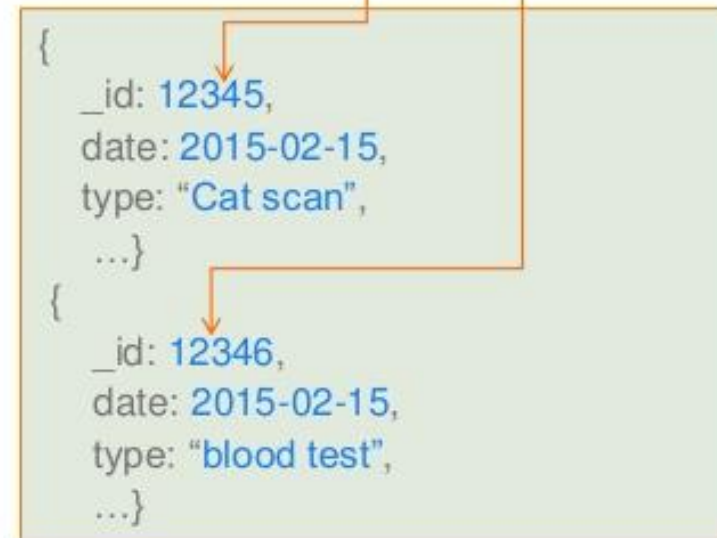 {
_id: 12345,
date: 2015-02-15,
type: “Cat scan”,
…}
{
_id: 12346,
date: 2015-02-15,
type: “blood test”,
…}